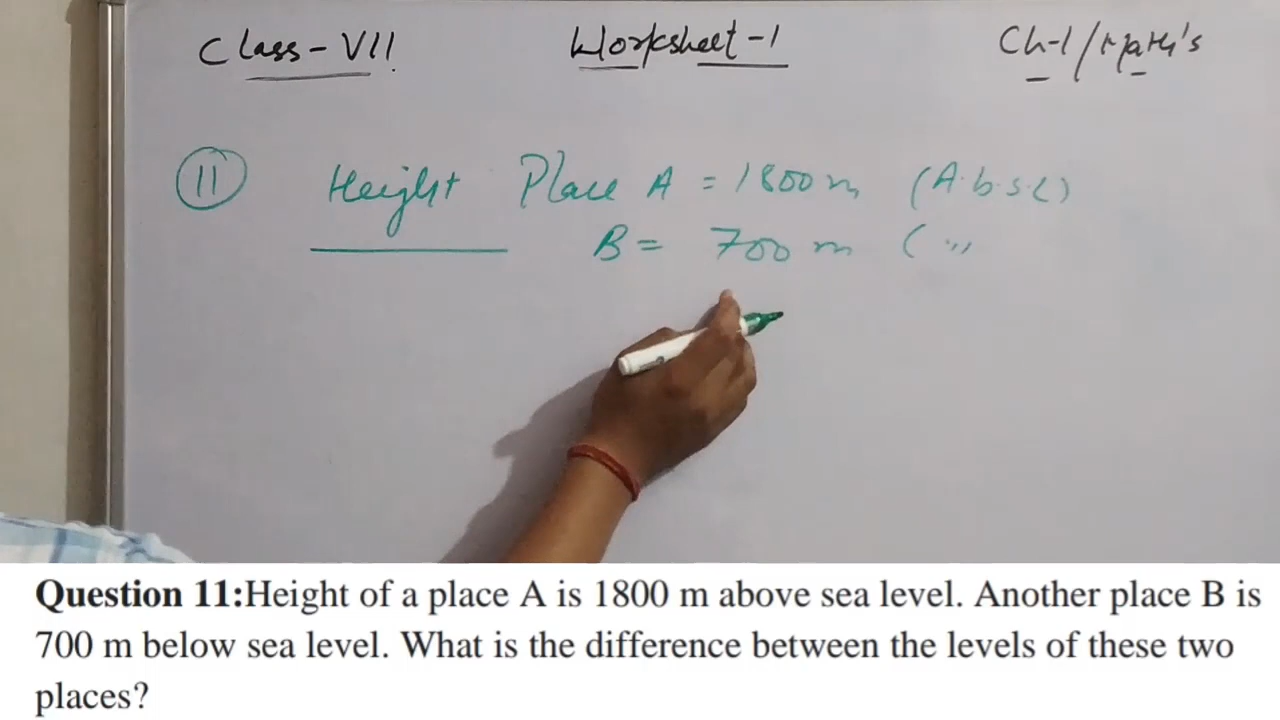 Class-VII
Worksheet-1
Ch-1/Math's
11 Height Place A = 1800 m (A.b.s.L)
B = 700 m ( ,,
Question 11:Height of a place A is 1800 m above sea level. Another place B is
700 m below sea level. What is the difference between the levels of these two
places?